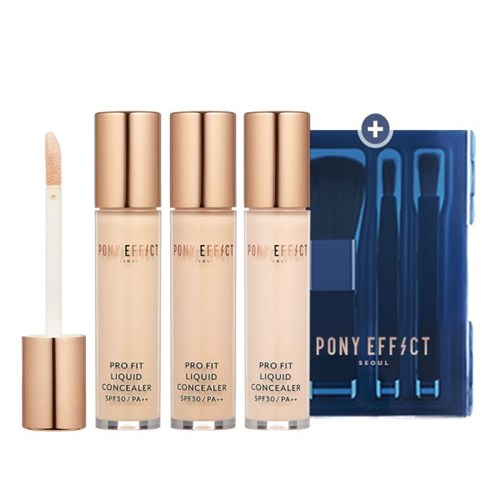 PONY EFFECT
SEOUL
PRO.FIT
LIQUID
CONCEALER
SPF30/PA++
PONY EFFECT
SEOUL
PRO.FIT
LIQUID
CONCEALER
SPF30/PA++
PONY EFFECT
SEOUL
PRO.FIT
LIQUID
CONCEALER
SPF30/PA++
+
PONY EFFECT
SEOUL